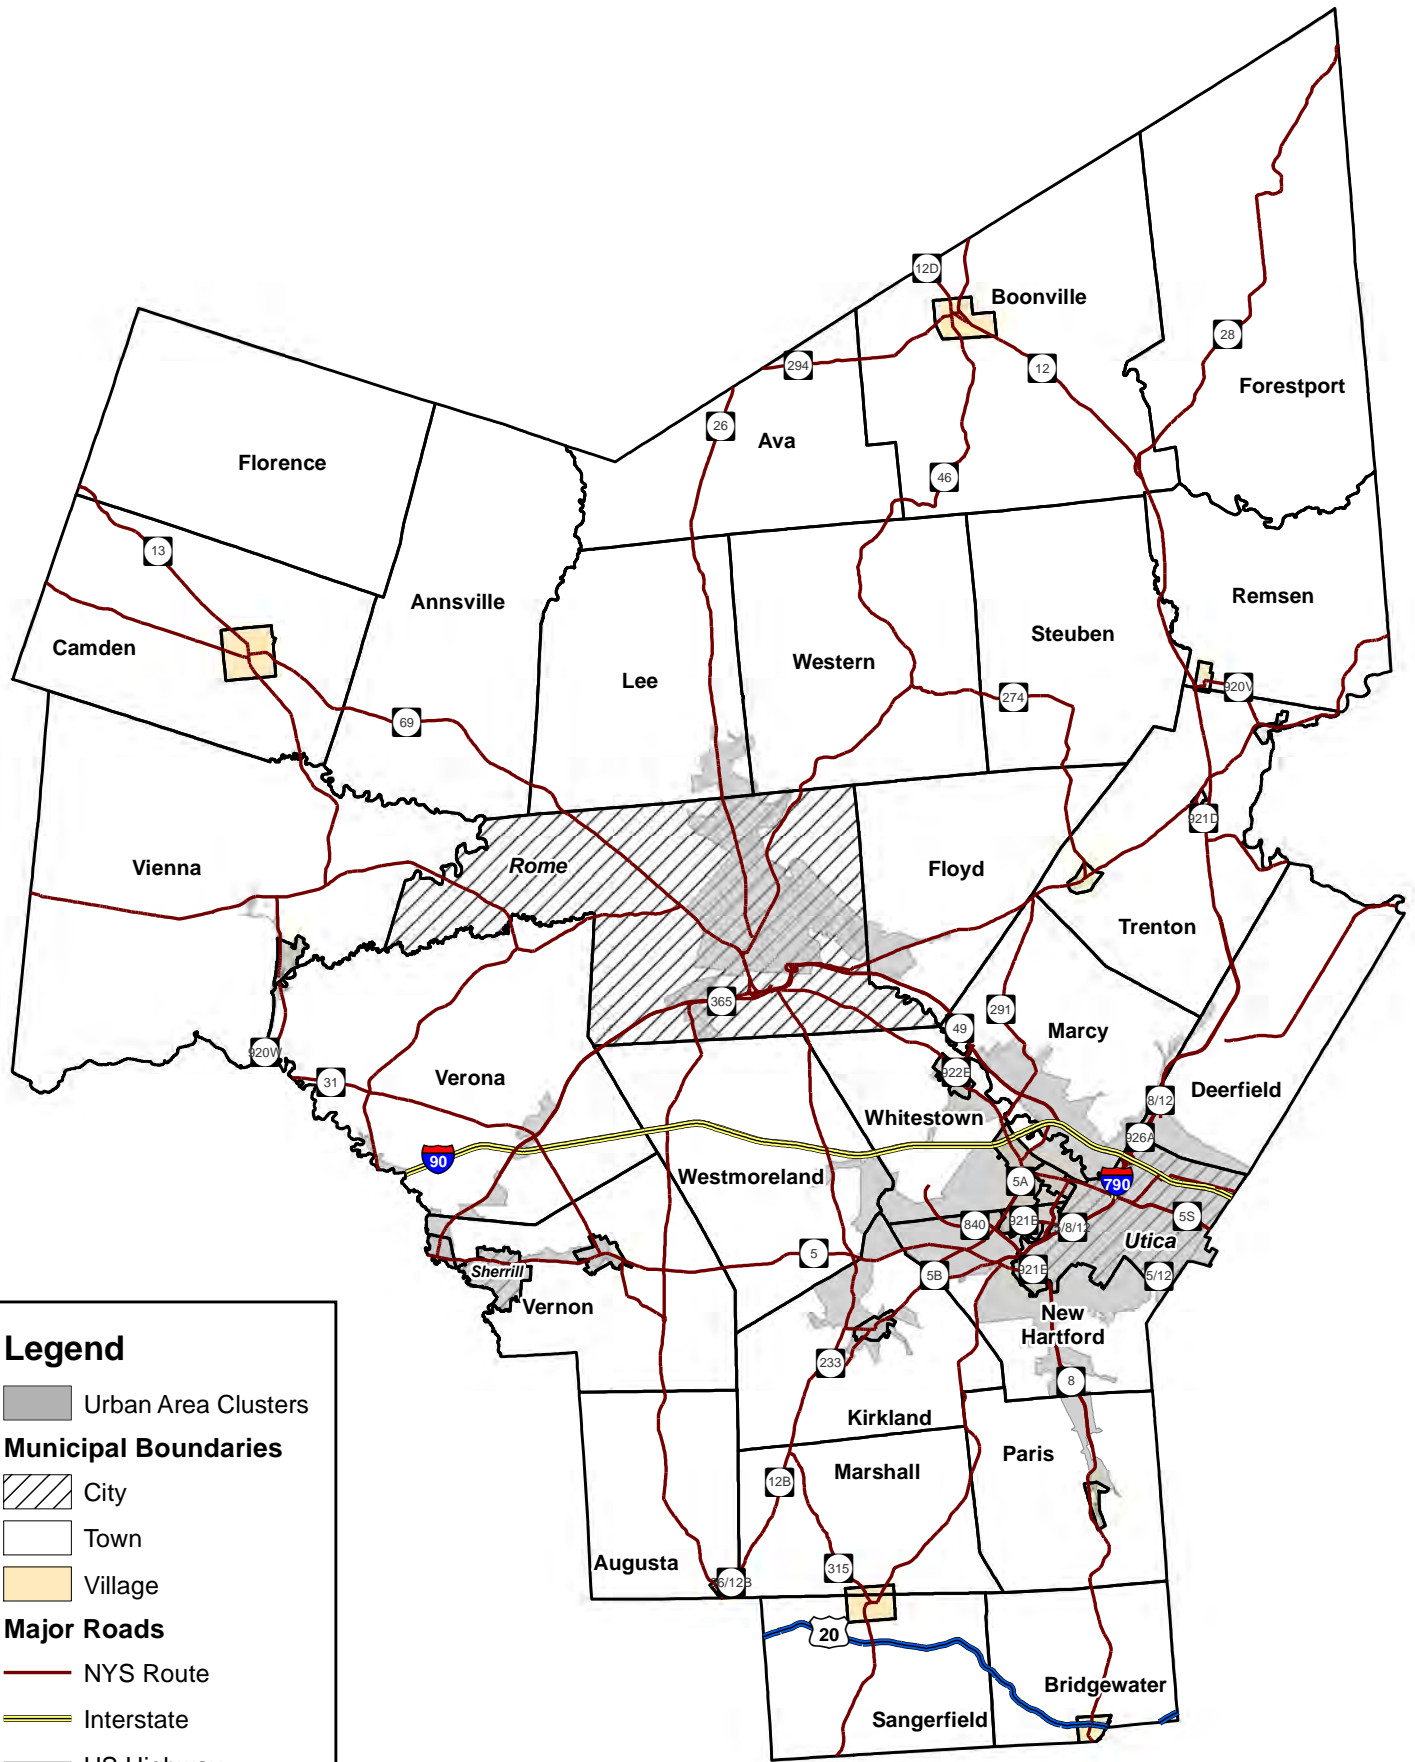 12D
Boonville
28
294
12
Forestport
26
Ava
Florence
46
13
Remsen
Annsville
Steuben
Camden
Western
Lee
274
920V
69
921D
Rome
Vienna
Floyd
Trenton
365
291
49
Marcy
920W
922E
31
Verona
Deerfield
8/12
Whitestown
926A
90
Westmoreland
5A
790
921B
5S
840
/8/12
Utica
5
Sherrill
5B
921E
5/12
Vernon
New
Hartford
Legend
233
8
Urban Area Clusters
Kirkland
Municipal Boundaries
Paris
Marshall
12B
City
Town
Augusta
315
6/12B
Village
Major Roads
20
NYS Route
Bridgewater
Interstate
Sangerfield